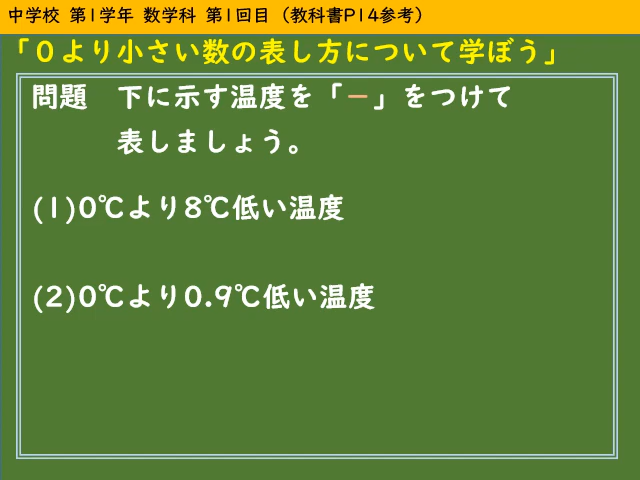 中学校 第1学年 数学科 第1回目（教科書P14参考）
「０より小さい数の表し方について学ぼう」
問題　下に示す温度を「－」をつけて
表しましょう。
(1)0℃より8℃低い温度
(2)0℃より0.9℃低い温度